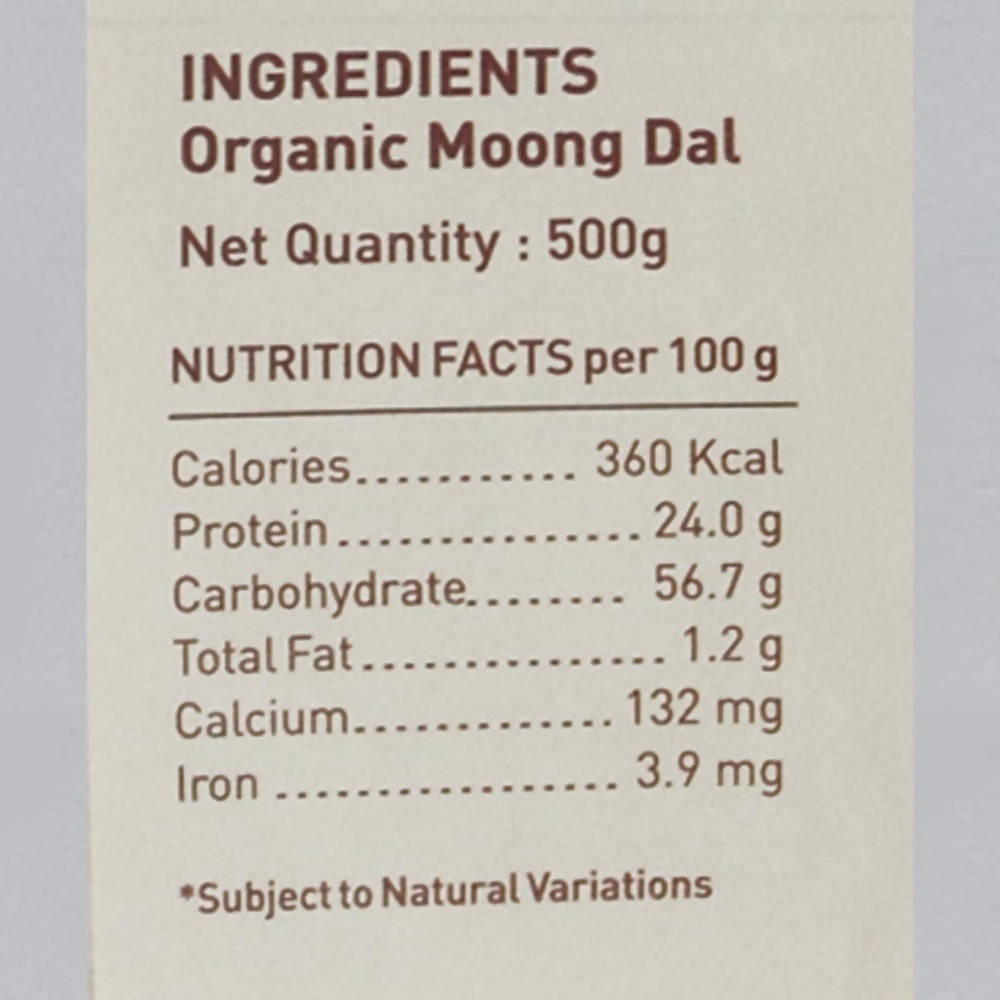 INGREDIENTS
Organic Moong Dal
Net Quantity : 500g
NUTRITION FACTS per 100 g
Calories........... 360 Kcal
Protein ............... 24.0 g
Carbohydrate........ 56.7 g
Total Fat............... 1.2 g
Calcium............. 132 mg
Iron ................. 3.9 mg
*Subject to Natural Variations